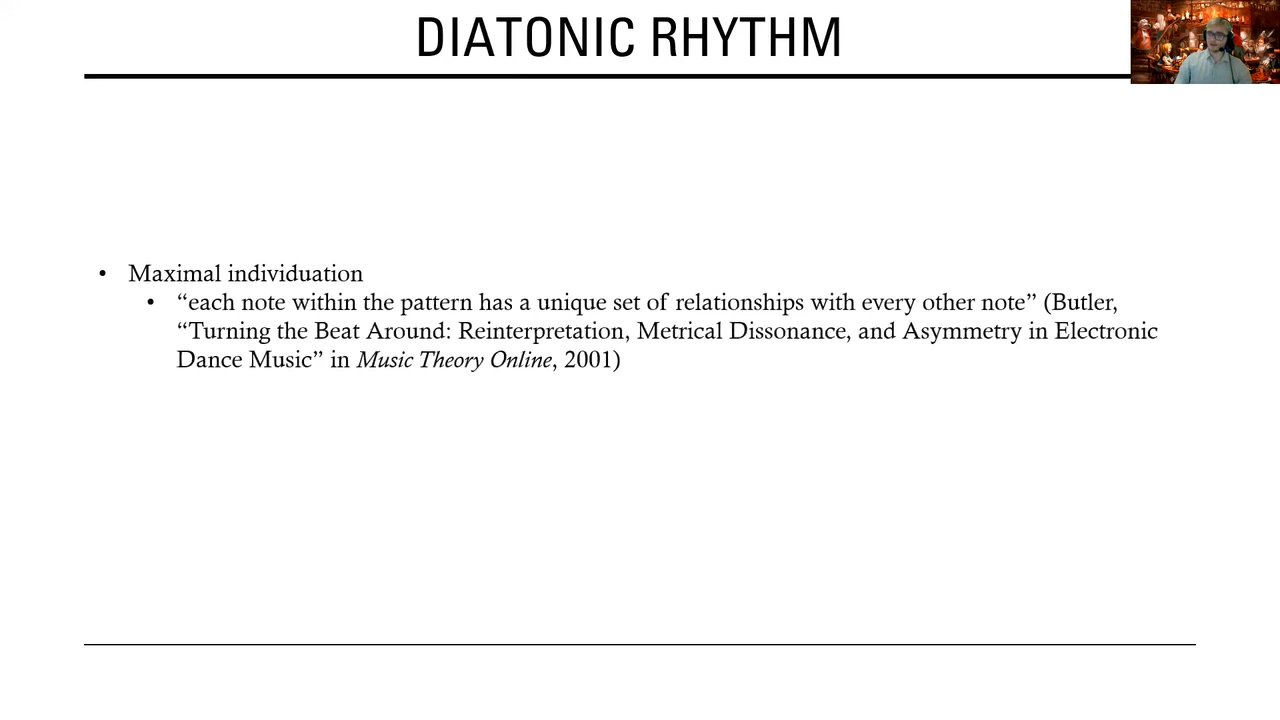 DIATONIC RHYTHM
• Maximal individuation
• “each note within the pattern has a unique set of relationships with every other note” (Butler,
“Turning the Beat Around: Reinterpretation, Metrical Dissonance, and Asymmetry in Electronic
Dance Music” in Music Theory Online, 2001)